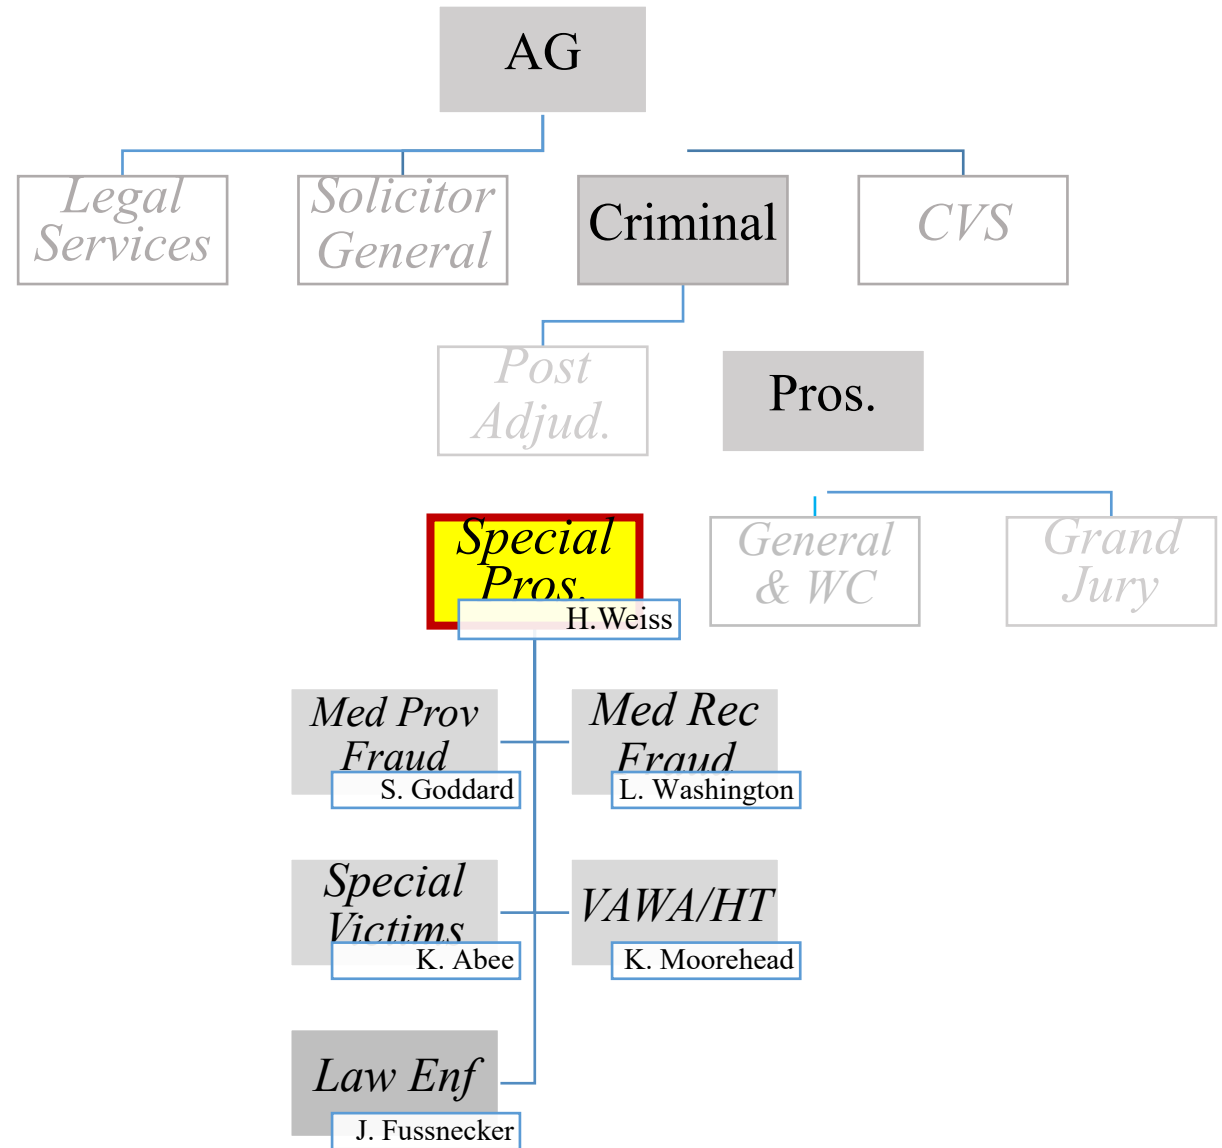 AG
Legal
Services
Solicitor
General
Criminal
CVS
Post
Adjud.
Pros.
Special
Pros.
H.Weiss
General
& WC
Grand
Jury
Med Prov
Fraud
S. Goddard
Med Rec
Fraud
L. Washington
Special
Victims
K. Abee
VAWA/HT
K. Moorehead
Law Enf
J. Fussnecker